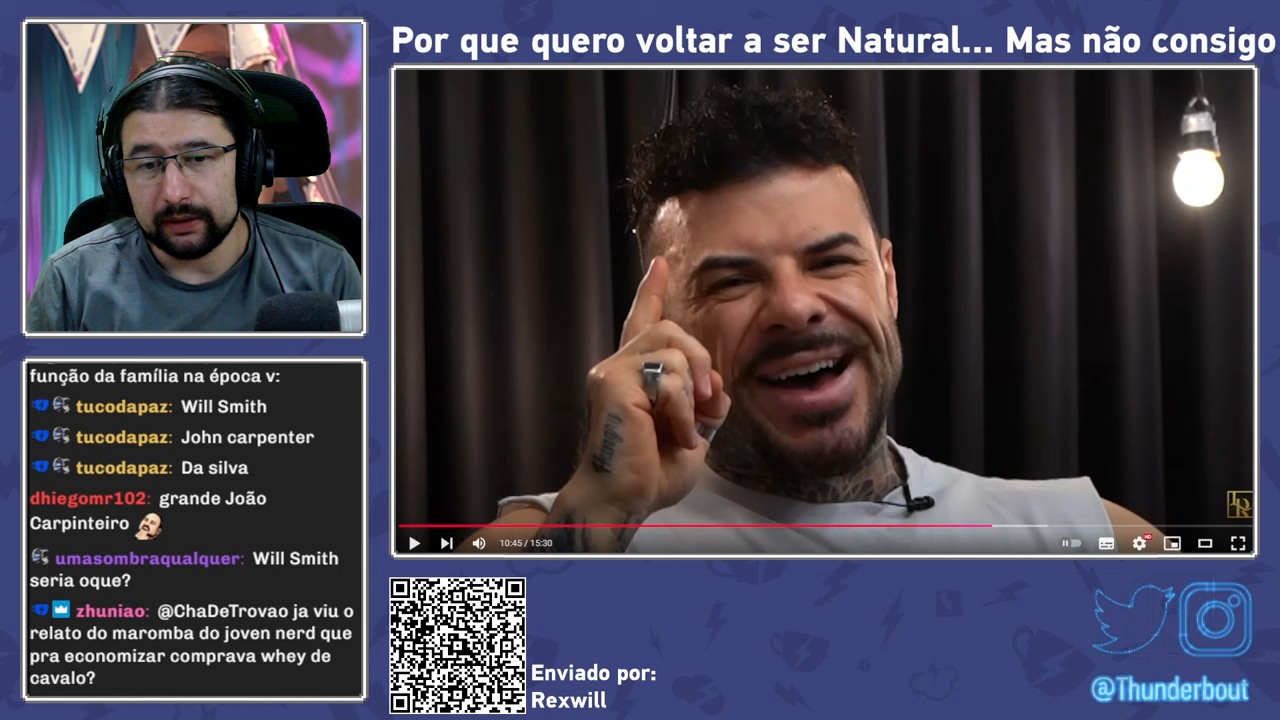 Por que quero voltar a ser Natural... Mas não consigo
função da família na época v:
tucodapaz: Will Smith
tucodapaz: John carpenter
tucodapaz: Da silva
dhiegomr102: grande João
Carpinteiro
umasombraqualquer: Will Smith
seria oque?
zhuniao: @ChaDeTrovao ja viu o
relato do maromba do joven nerd que
pra economizar comprava whey de
cavalo?
Hungry
10:45 / 15:30
HD
Enviado por:
Rexwill
@Thunderbout